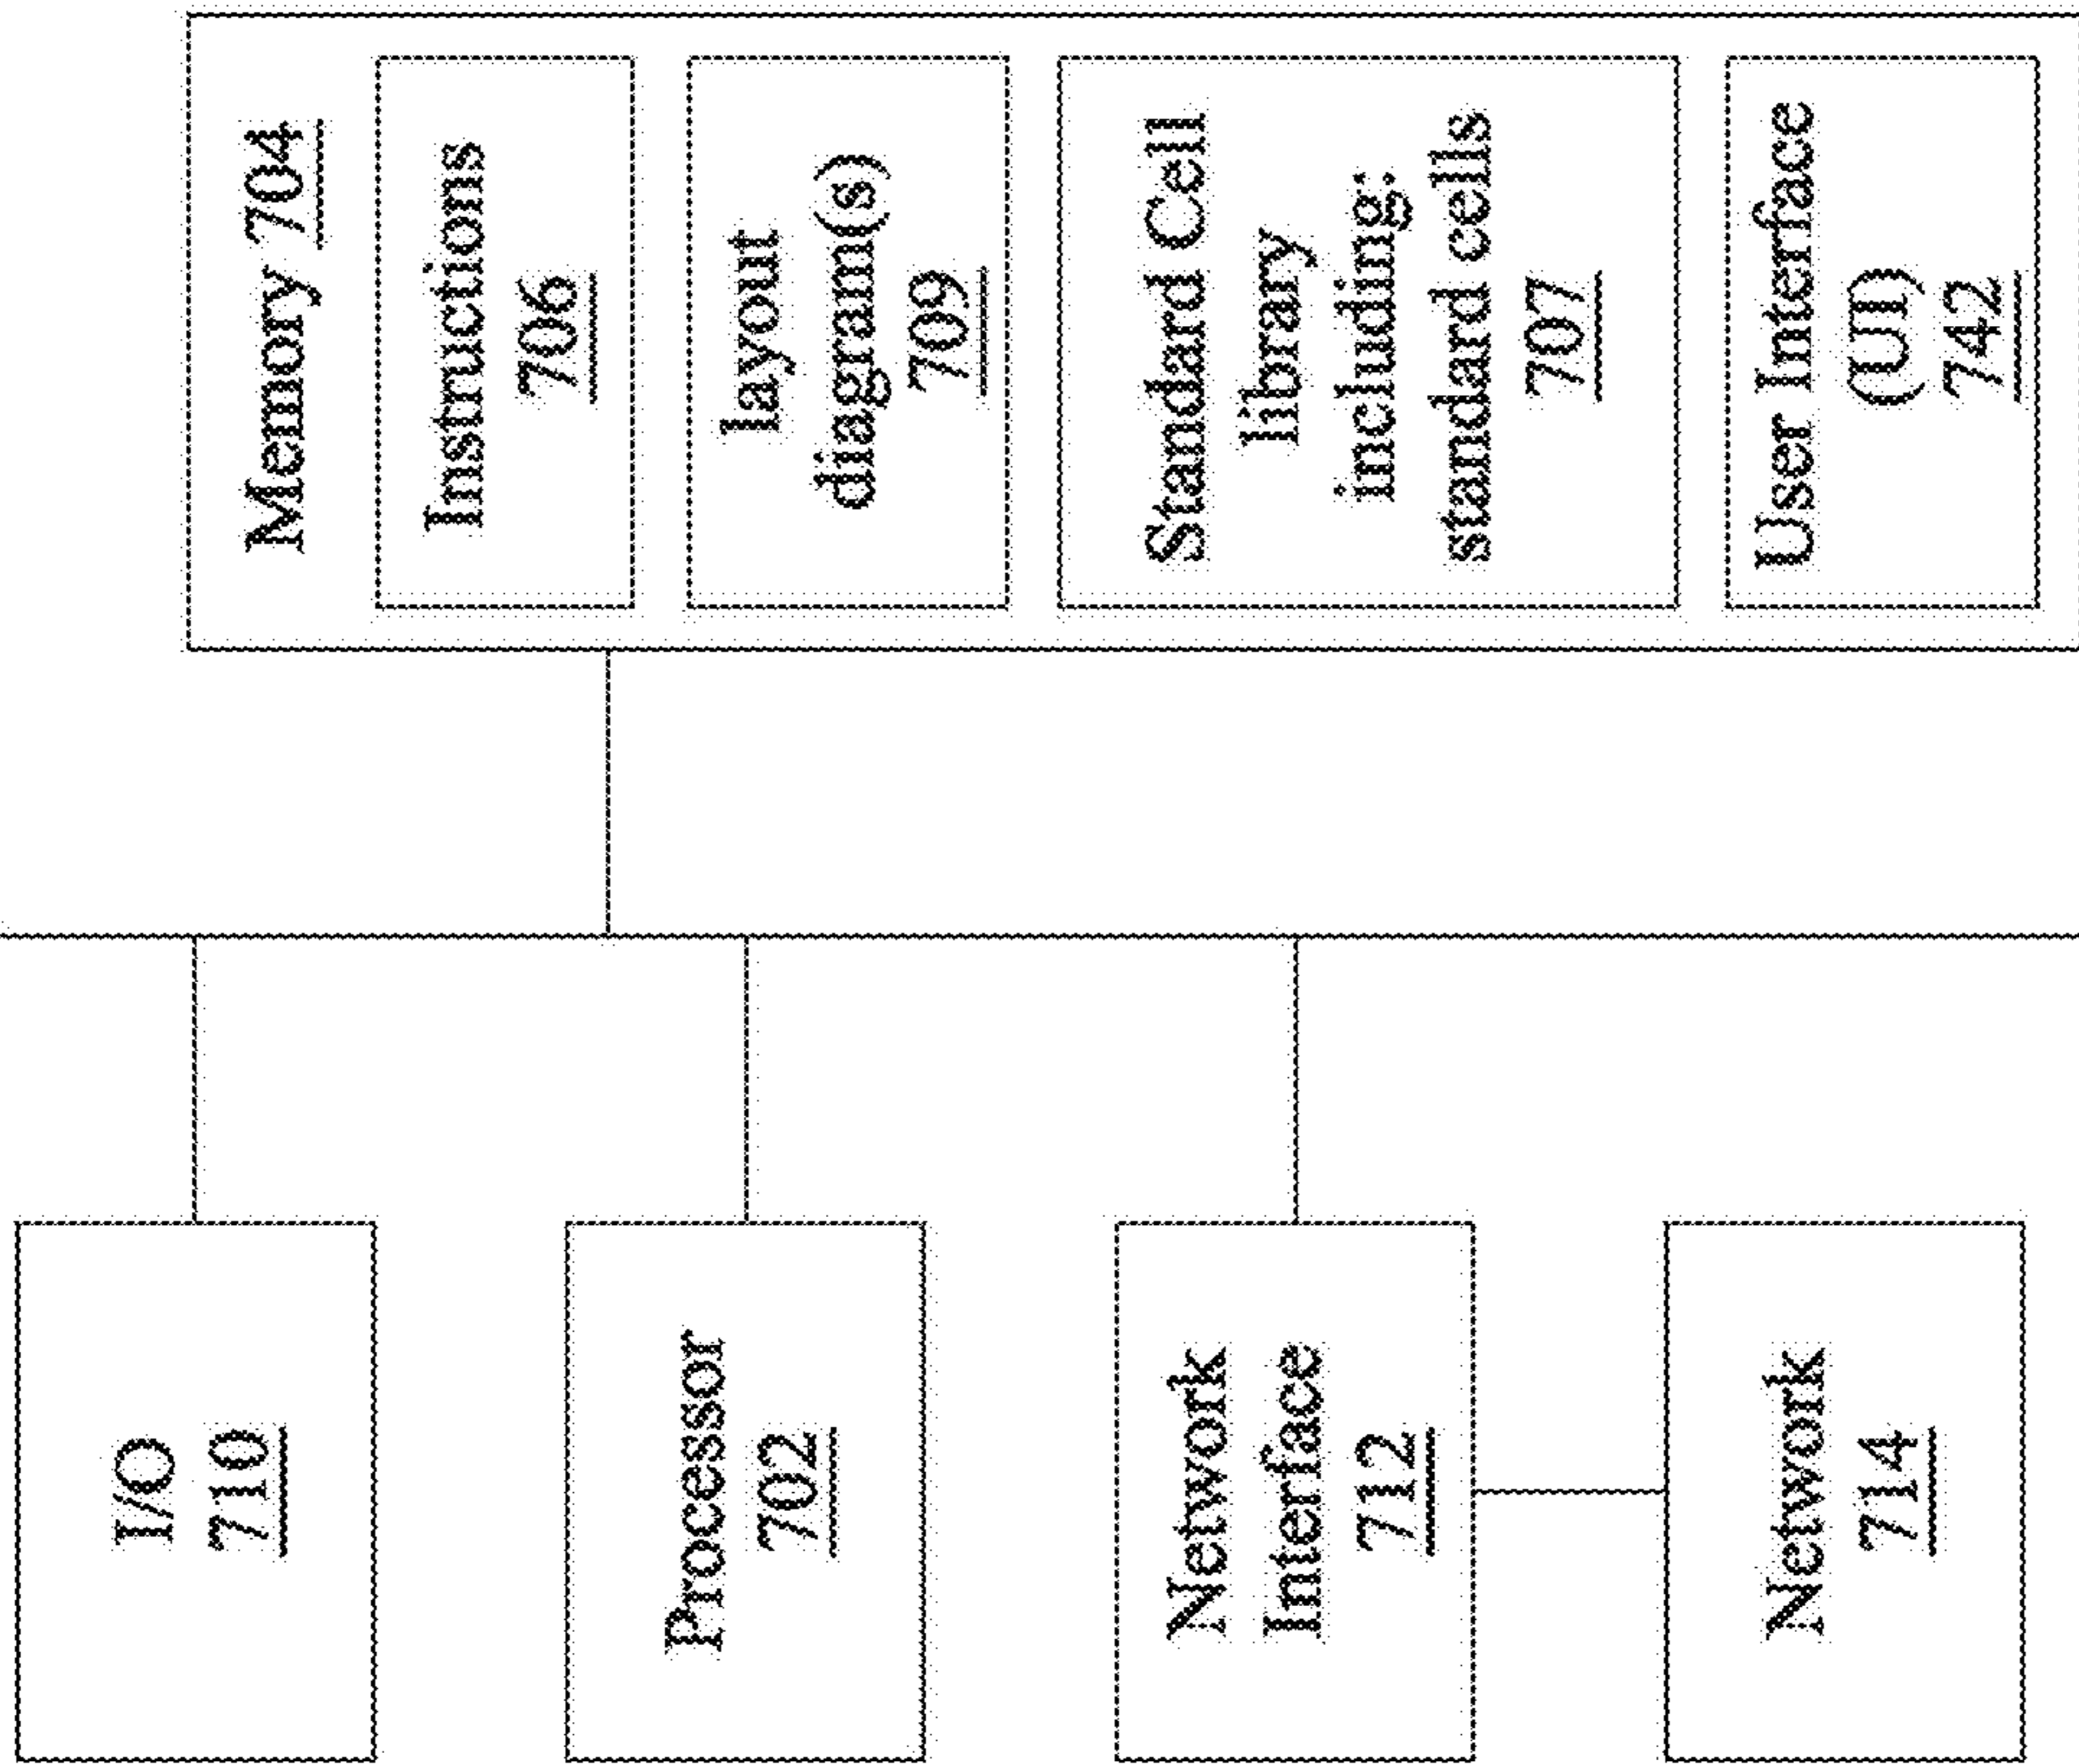 Memory 704
Instructions
706
layout
diagram(s)
709
Standard Cell
library
including:
standard cells
707
User Interface
(UI)
742
I/O
710
Processor
702
Network
Interface
712
Network
714